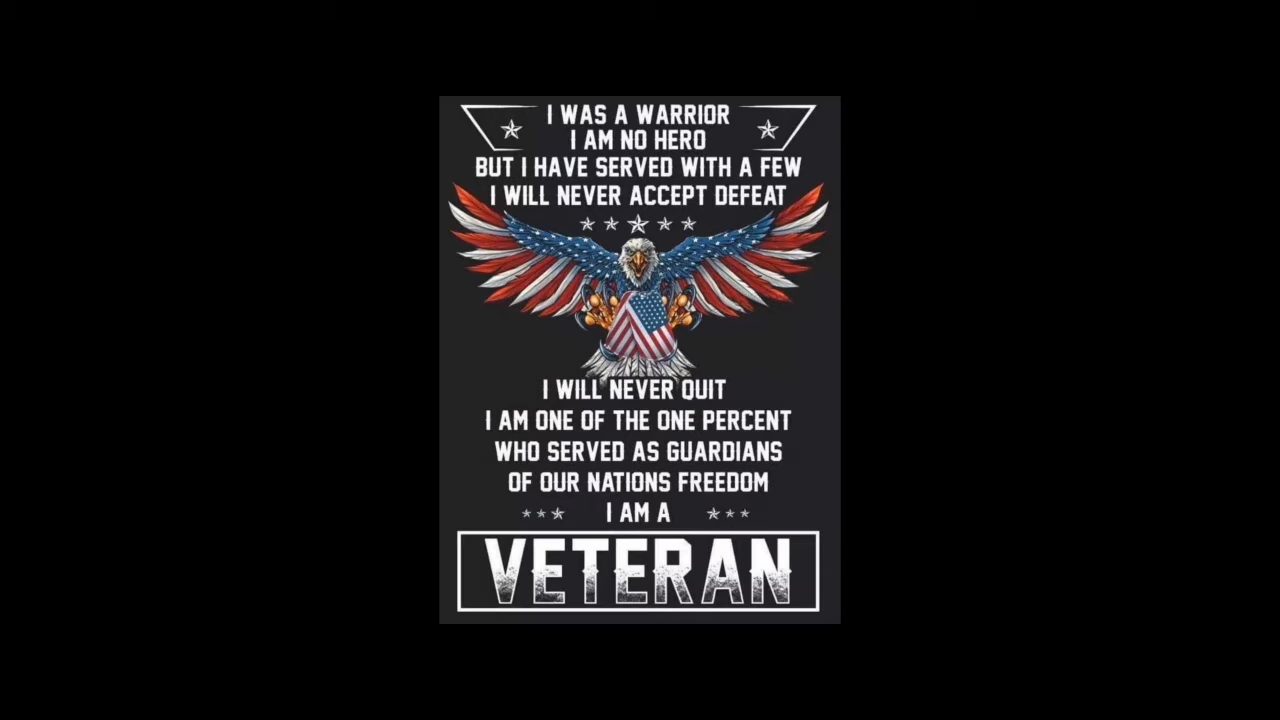 I WAS A WARRIOR
I AM NO HERO
BUT I HAVE SERVED WITH A FEW
I WILL NEVER ACCEPT DEFEAT
I WILL NEVER QUIT
I AM ONE OF THE ONE PERCENT
WHO SERVED AS GUARDIANS
OF OUR NATIONS FREEDOM
I AM A
VETERAN